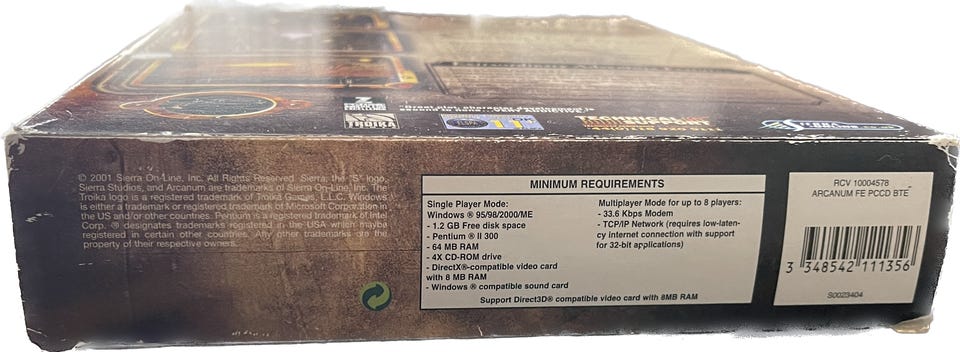 TROIKA
SIERRA
© 2001 Sierra On-Line, Inc. All Rights Reserved. Sierra, the "S" logo,
Sierra Studios, and Arcanum are trademarks of Sierra On-Line, Inc. The
Troika logo is a registered trademark of Troika Games, L.L.C. Windows
is either a trademark or registered trademark of Microsoft Corporation in
the US and/or other countries. Pentium is a registered trademark of Intel
Corp. ® designates trademarks registered in the USA which may be
registered in certain other countries. Any other trademarks are the
property of their respective owners.
MINIMUM REQUIREMENTS
Single Player Mode:
Windows ® 95/98/2000/ME
- 1.2 GB Free disk space
- Pentium ® II 300
- 64 MB RAM
- 4X CD-ROM drive
- DirectX®-compatible video card
with 8 MB RAM
- Windows ® compatible sound card
Multiplayer Mode for up to 8 players:
- 33.6 Kbps Modem
- TCP/IP Network (requires low-laten-
cy internet connection with support
for 32-bit applications)
Support Direct3D® compatible video card with 8MB RAM
RCV 10004578
ARCANUM FE PCCD BTE
3 348542 111356
S0023404